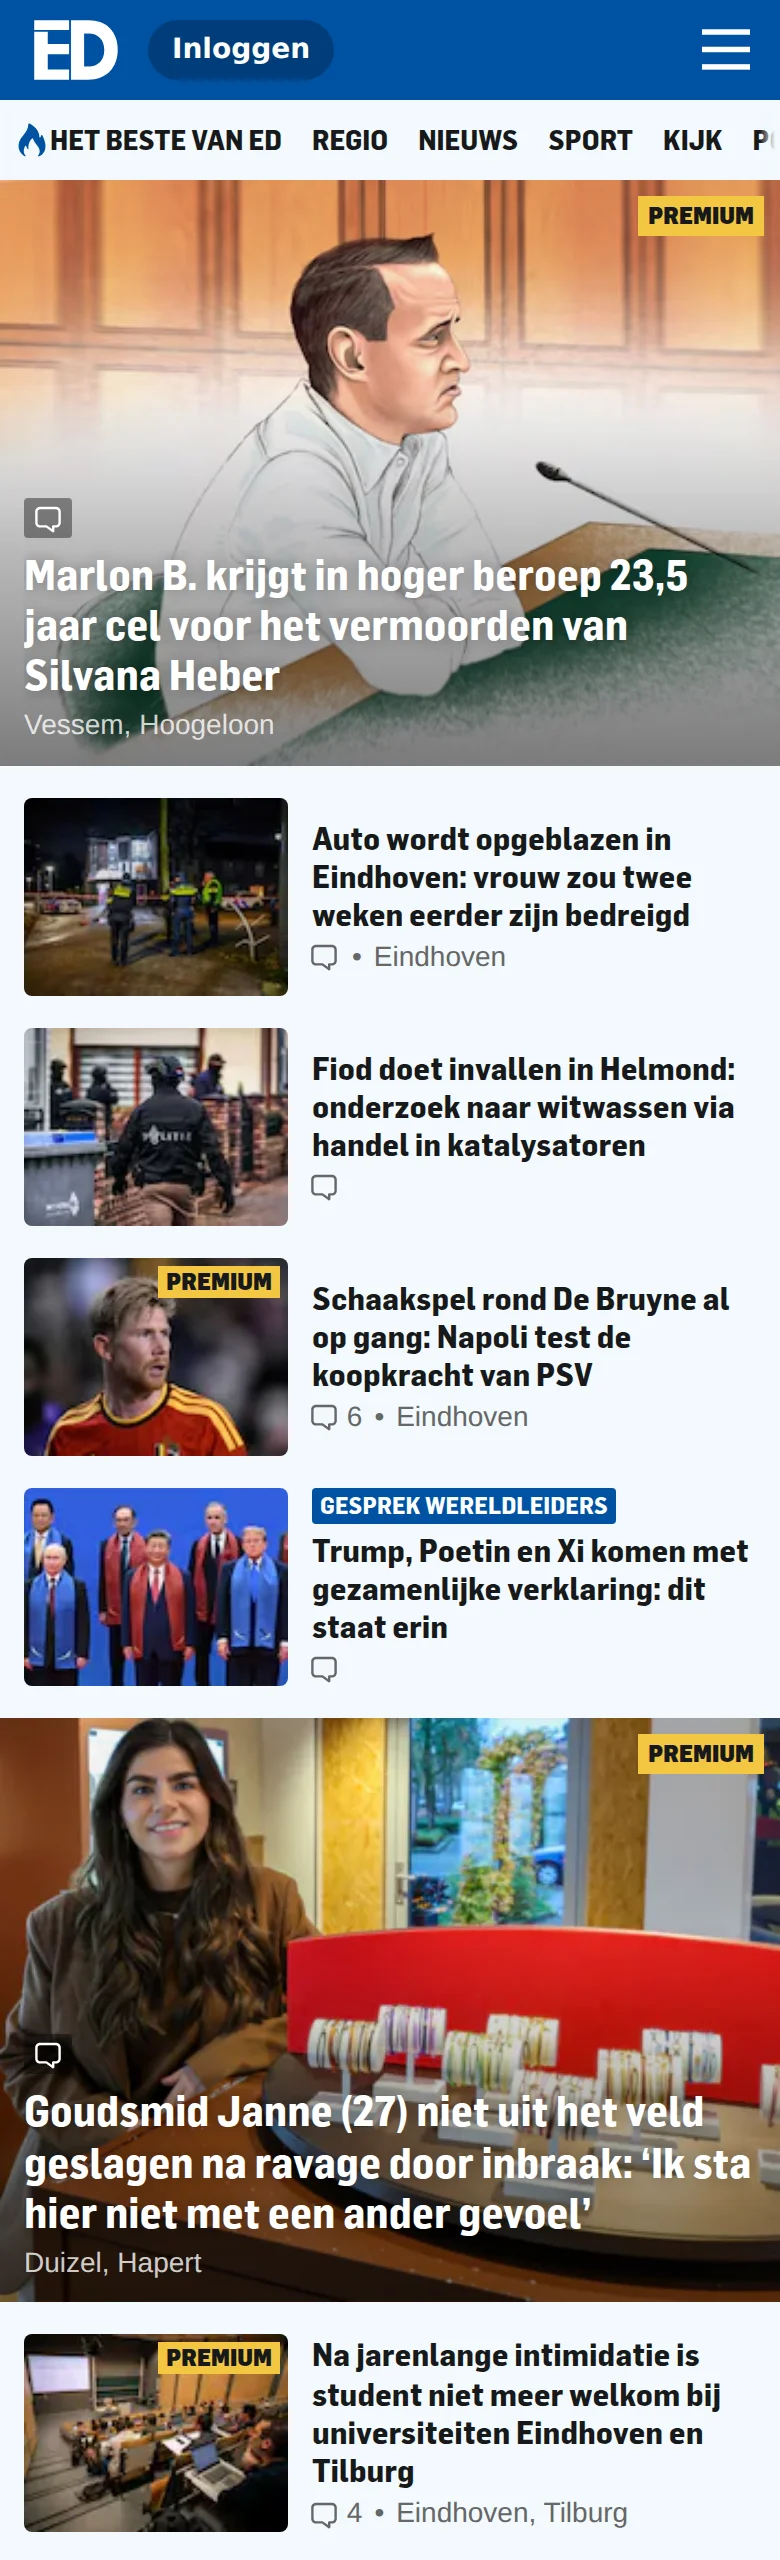 ED
Inloggen
HET BESTE VAN ED
REGIO
NIEUWS
SPORT
KIJK
PREMIUM
Marlon B. krijgt in hoger beroep 23,5
jaar cel voor het vermoorden van
Silvana Heber
Vessem, Hoogeloon
Auto wordt opgeblazen in
Eindhoven: vrouw zou twee
weken eerder zijn bedreigd
• Eindhoven
Fiod doet invallen in Helmond:
onderzoek naar witwassen via
handel in katalysatoren
PREMIUM
Schaakspel rond De Bruyne al
op gang: Napoli test de
koopkracht van PSV
6 • Eindhoven
GESPREK WERELDLEIDERS
Trump, Poetin en Xi komen met
gezamenlijke verklaring: dit
staat erin
PREMIUM
Goudsmid Janne (27) niet uit het veld
geslagen na ravage door inbraak: ‘Ik sta
hier niet met een ander gevoel’
Duizel, Hapert
PREMIUM
Na jarenlange intimidatie is
student niet meer welkom bij
universiteiten Eindhoven en
Tilburg
4 • Eindhoven, Tilburg